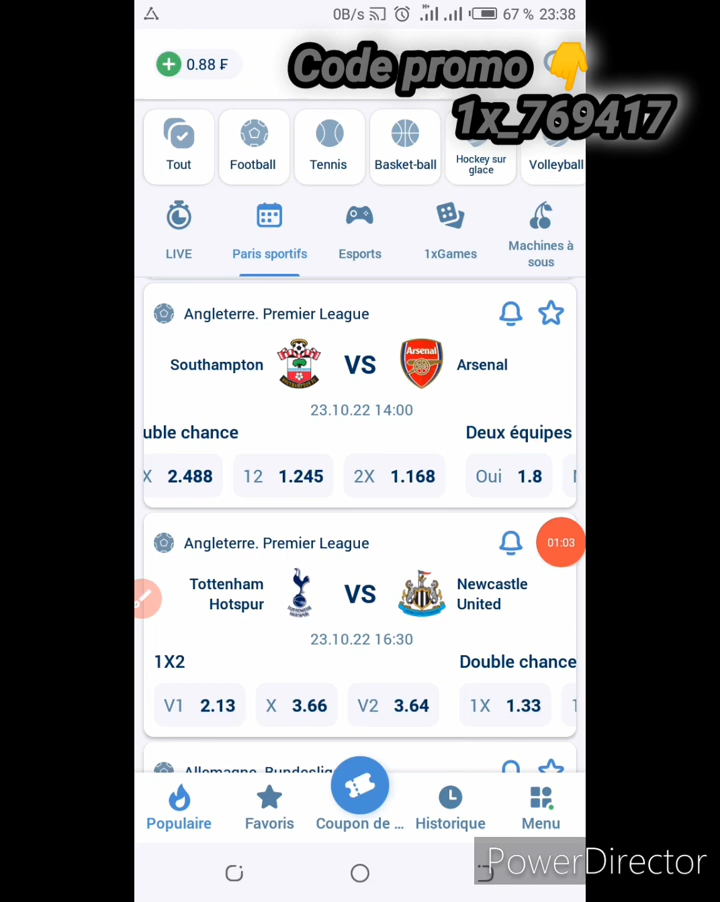 0B/s 67 % 23:38
0.88 ₣
Code promo 👇
1x_769417
Tout
Football
Tennis
Basket-ball
Hockey sur
glace
Volleyball
LIVE
Paris sportifs
Esports
1xGames
Machines à
sous
Angleterre. Premier League
Southampton VS Arsenal
Arsenal
23.10.22 14:00
uble chance Deux équipes
X 2.488 12 1.245 2X 1.168 Oui 1.8
Angleterre. Premier League
01:03
Tottenham
Hotspur
VS
Newcastle
United
23.10.22 16:30
1X2 Double chance
V1 2.13 X 3.66 V2 3.64 1X 1.33
Allemagne. Bundeslig
Populaire
Favoris
Coupon de ...
Historique
Menu
PowerDirector